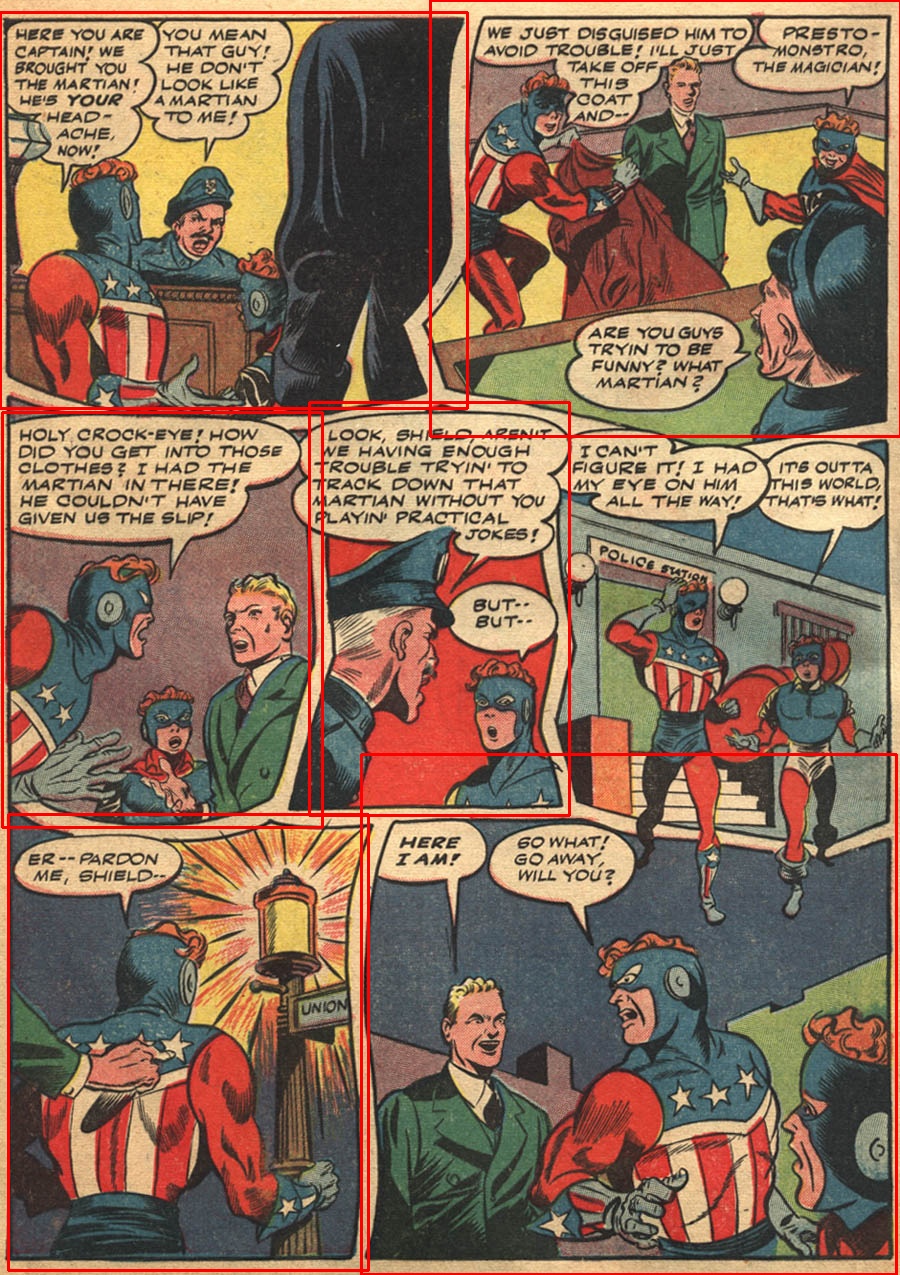 HERE YOU ARE
CAPTAIN! WE
BROUGHT YOU
THE MARTIAN!
HE'S YOUR
HEAD-
ACHE,
NOW!
YOU MEAN
THAT GUY!
HE DON'T
LOOK LIKE
A MARTIAN
TO ME!
WE JUST DISGUISED HIM TO
AVOID TROUBLE! I'LL JUST
TAKE OFF
THIS
COAT
AND--
PRESTO-
MONSTRO,
THE MAGICIAN!
ARE YOU GUYS
TRYIN TO BE
FUNNY? WHAT
MARTIAN?
HOLY CROCK-EYE! HOW
DID YOU GET INTO THOSE
CLOTHES? I HAD THE
MARTIAN IN THERE!
HE COULDN'T HAVE
GIVEN US THE SLIP!
LOOK, SHIELD, AREN'T
WE HAVING ENOUGH
TROUBLE TRYIN' TO
TRACK DOWN THAT
MARTIAN WITHOUT YOU
PLAYIN' PRACTICAL
JOKES!
BUT--
BUT--
I CAN'T
FIGURE IT! I HAD
MY EYE ON HIM
ALL THE WAY!
IT'S OUTTA
THIS WORLD,
THAT'S WHAT!
POLICE STATION
ER-- PARDON
ME, SHIELD--
UNION
HERE
I AM!
SO WHAT!
GO AWAY,
WILL YOU?